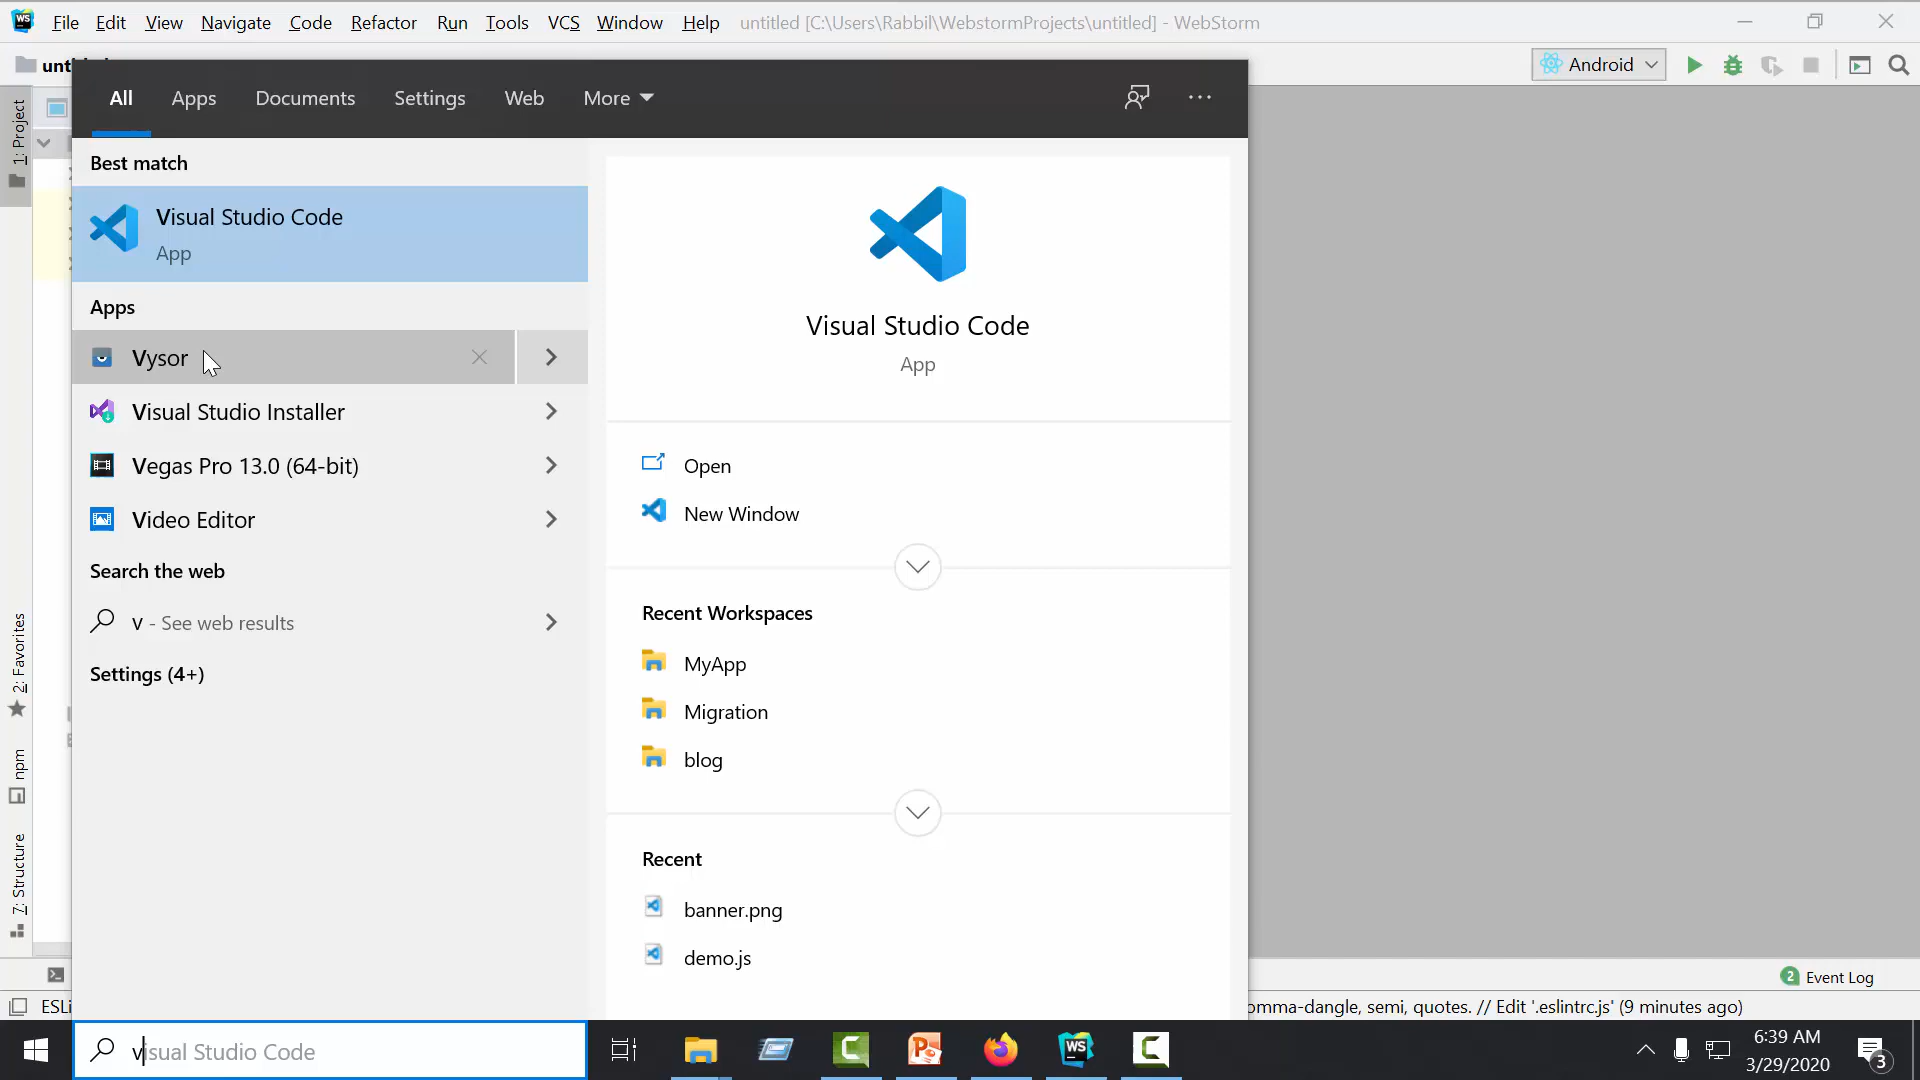 File Edit View Navigate Code Refactor Run Tools VCS Window Help untitled [C:\Users\Rabbil\WebstormProjects\untitled] - WebStorm
Android
All Apps Documents Settings Web More
1: Project
Best match
Visual Studio Code
App
Apps
Vysor
Visual Studio Installer
Vegas Pro 13.0 (64-bit)
Video Editor
Search the web
v - See web results
Settings (4+)
Visual Studio Code
App
Open
New Window
Recent Workspaces
MyApp
Migration
blog
Recent
banner.png
demo.js
2: Favorites
npm
7: Structure
2 Event Log
omma-dangle, semi, quotes. // Edit '.eslintrc.js' (9 minutes ago)
visual Studio Code
6:39 AM
3/29/2020
3